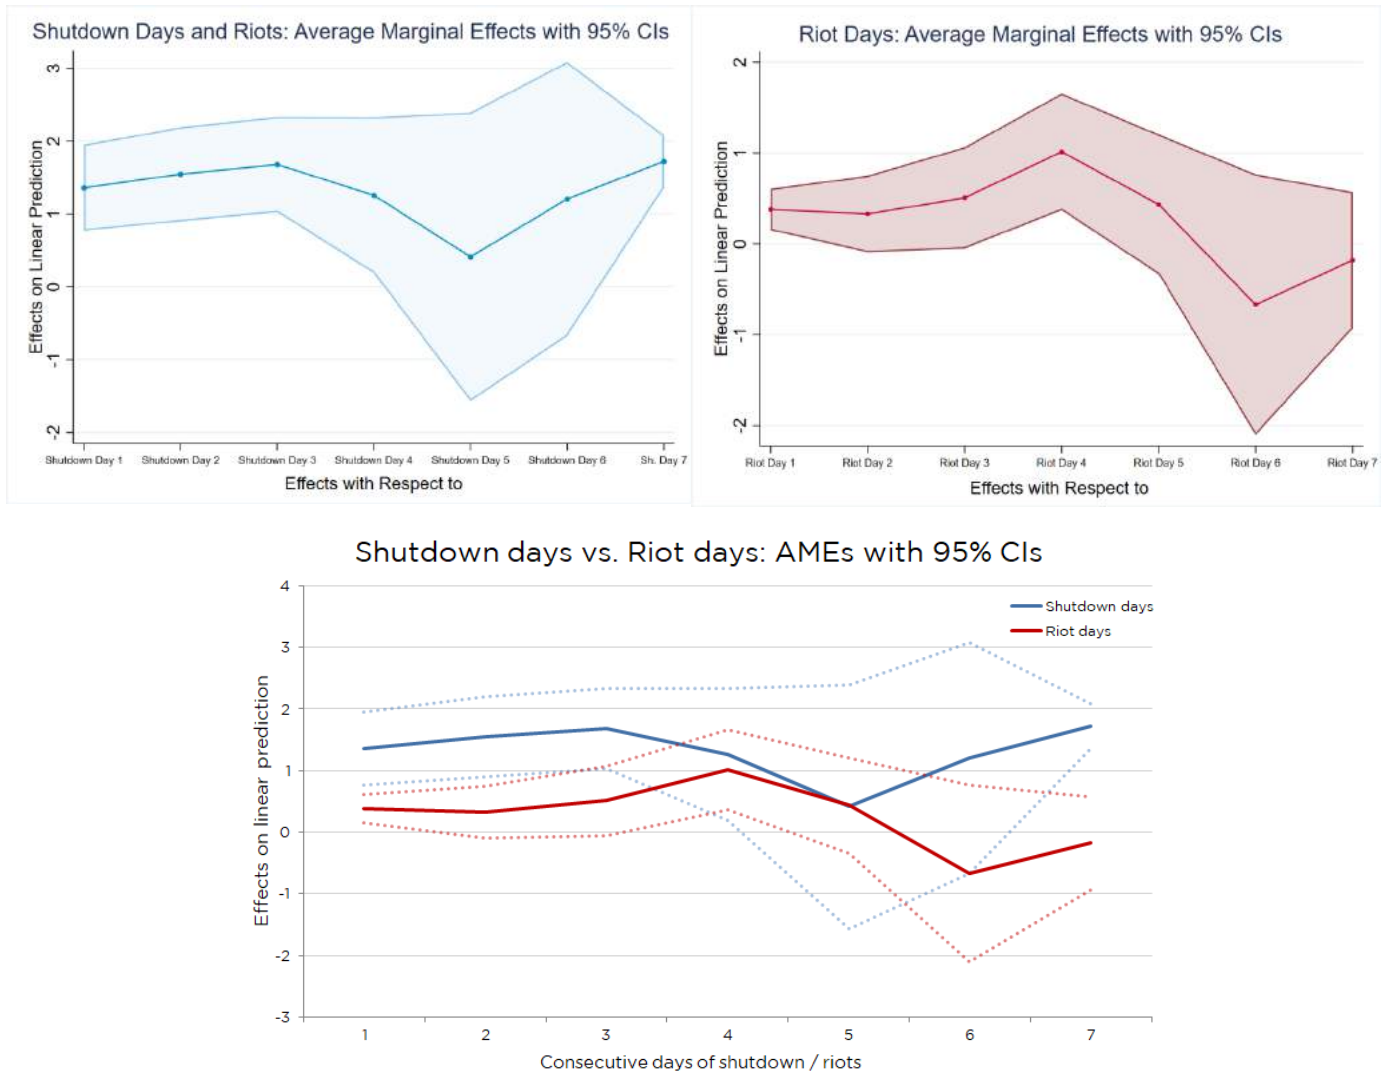 Shutdown Days and Riots: Average Marginal Effects with 95% CIs
Effects on Linear Prediction
3
2
1
0
-1
-2
Shutdown Day 1 Shutdown Day 2 Shutdown Day 3 Shutdown Day 4 Shutdown Day 5 Shutdown Day 6 Sh. Day 7
Effects with Respect to
Riot Days: Average Marginal Effects with 95% CIs
Effects on Linear Prediction
2
1
0
-1
-2
Riot Day 1 Riot Day 2 Riot Day 3 Riot Day 4 Riot Day 5 Riot Day 6 Riot Day 7
Effects with Respect to
Shutdown days vs. Riot days: AMEs with 95% CIs
Effects on linear prediction
4
3
2
1
0
-1
-2
-3
Shutdown days
Riot days
1 2 3 4 5 6 7
Consecutive days of shutdown / riots